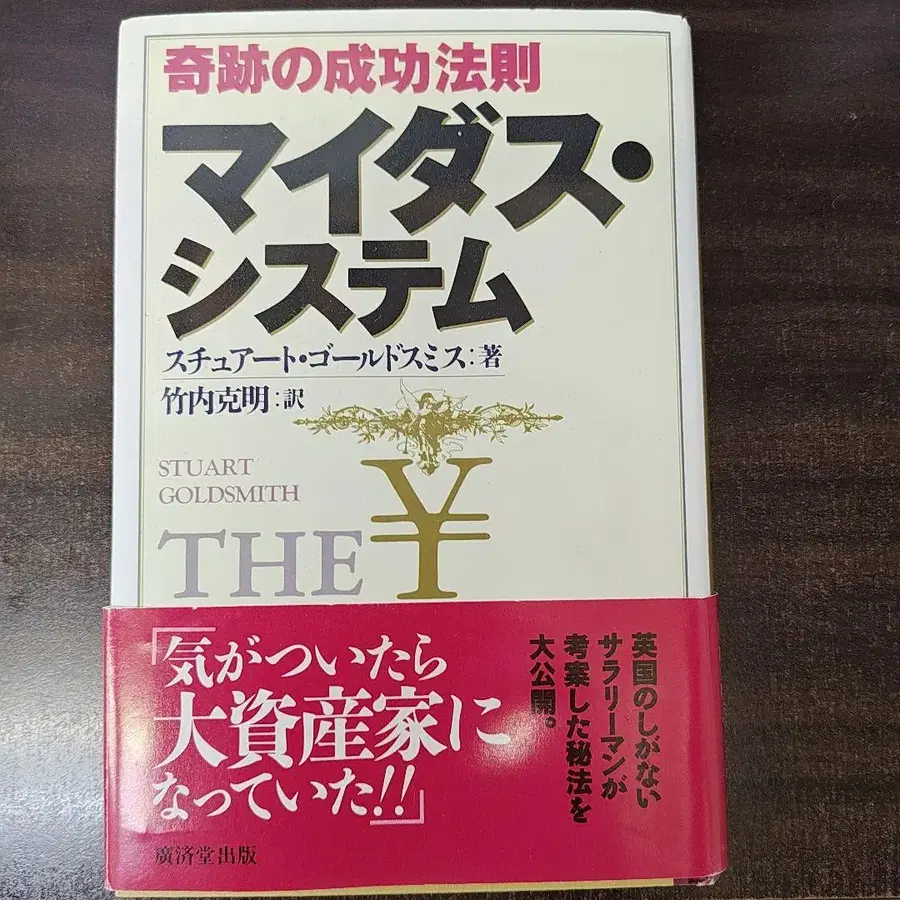 奇跡の成功法則
マイダス・
システム
スチュアート・ゴールドスミス:著
竹内克明:訳
STUART
GOLDSMITH
THE
¥
「気がついたら
大資産家に
なっていた!!」
英国のしがない
サラリーマンが
考案した秘法を
大公開。
廣済堂出版